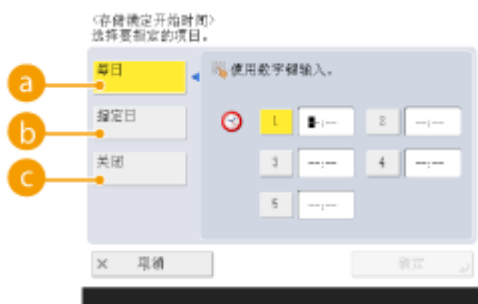 <存储模定开始时间>
选择要指定的项目。
a
每日
使用数字键输入。
b
指定日
1
-:--
2
--:--
c
关闭
3
--:--
4
--:--
5
--:--
× 取消
确定